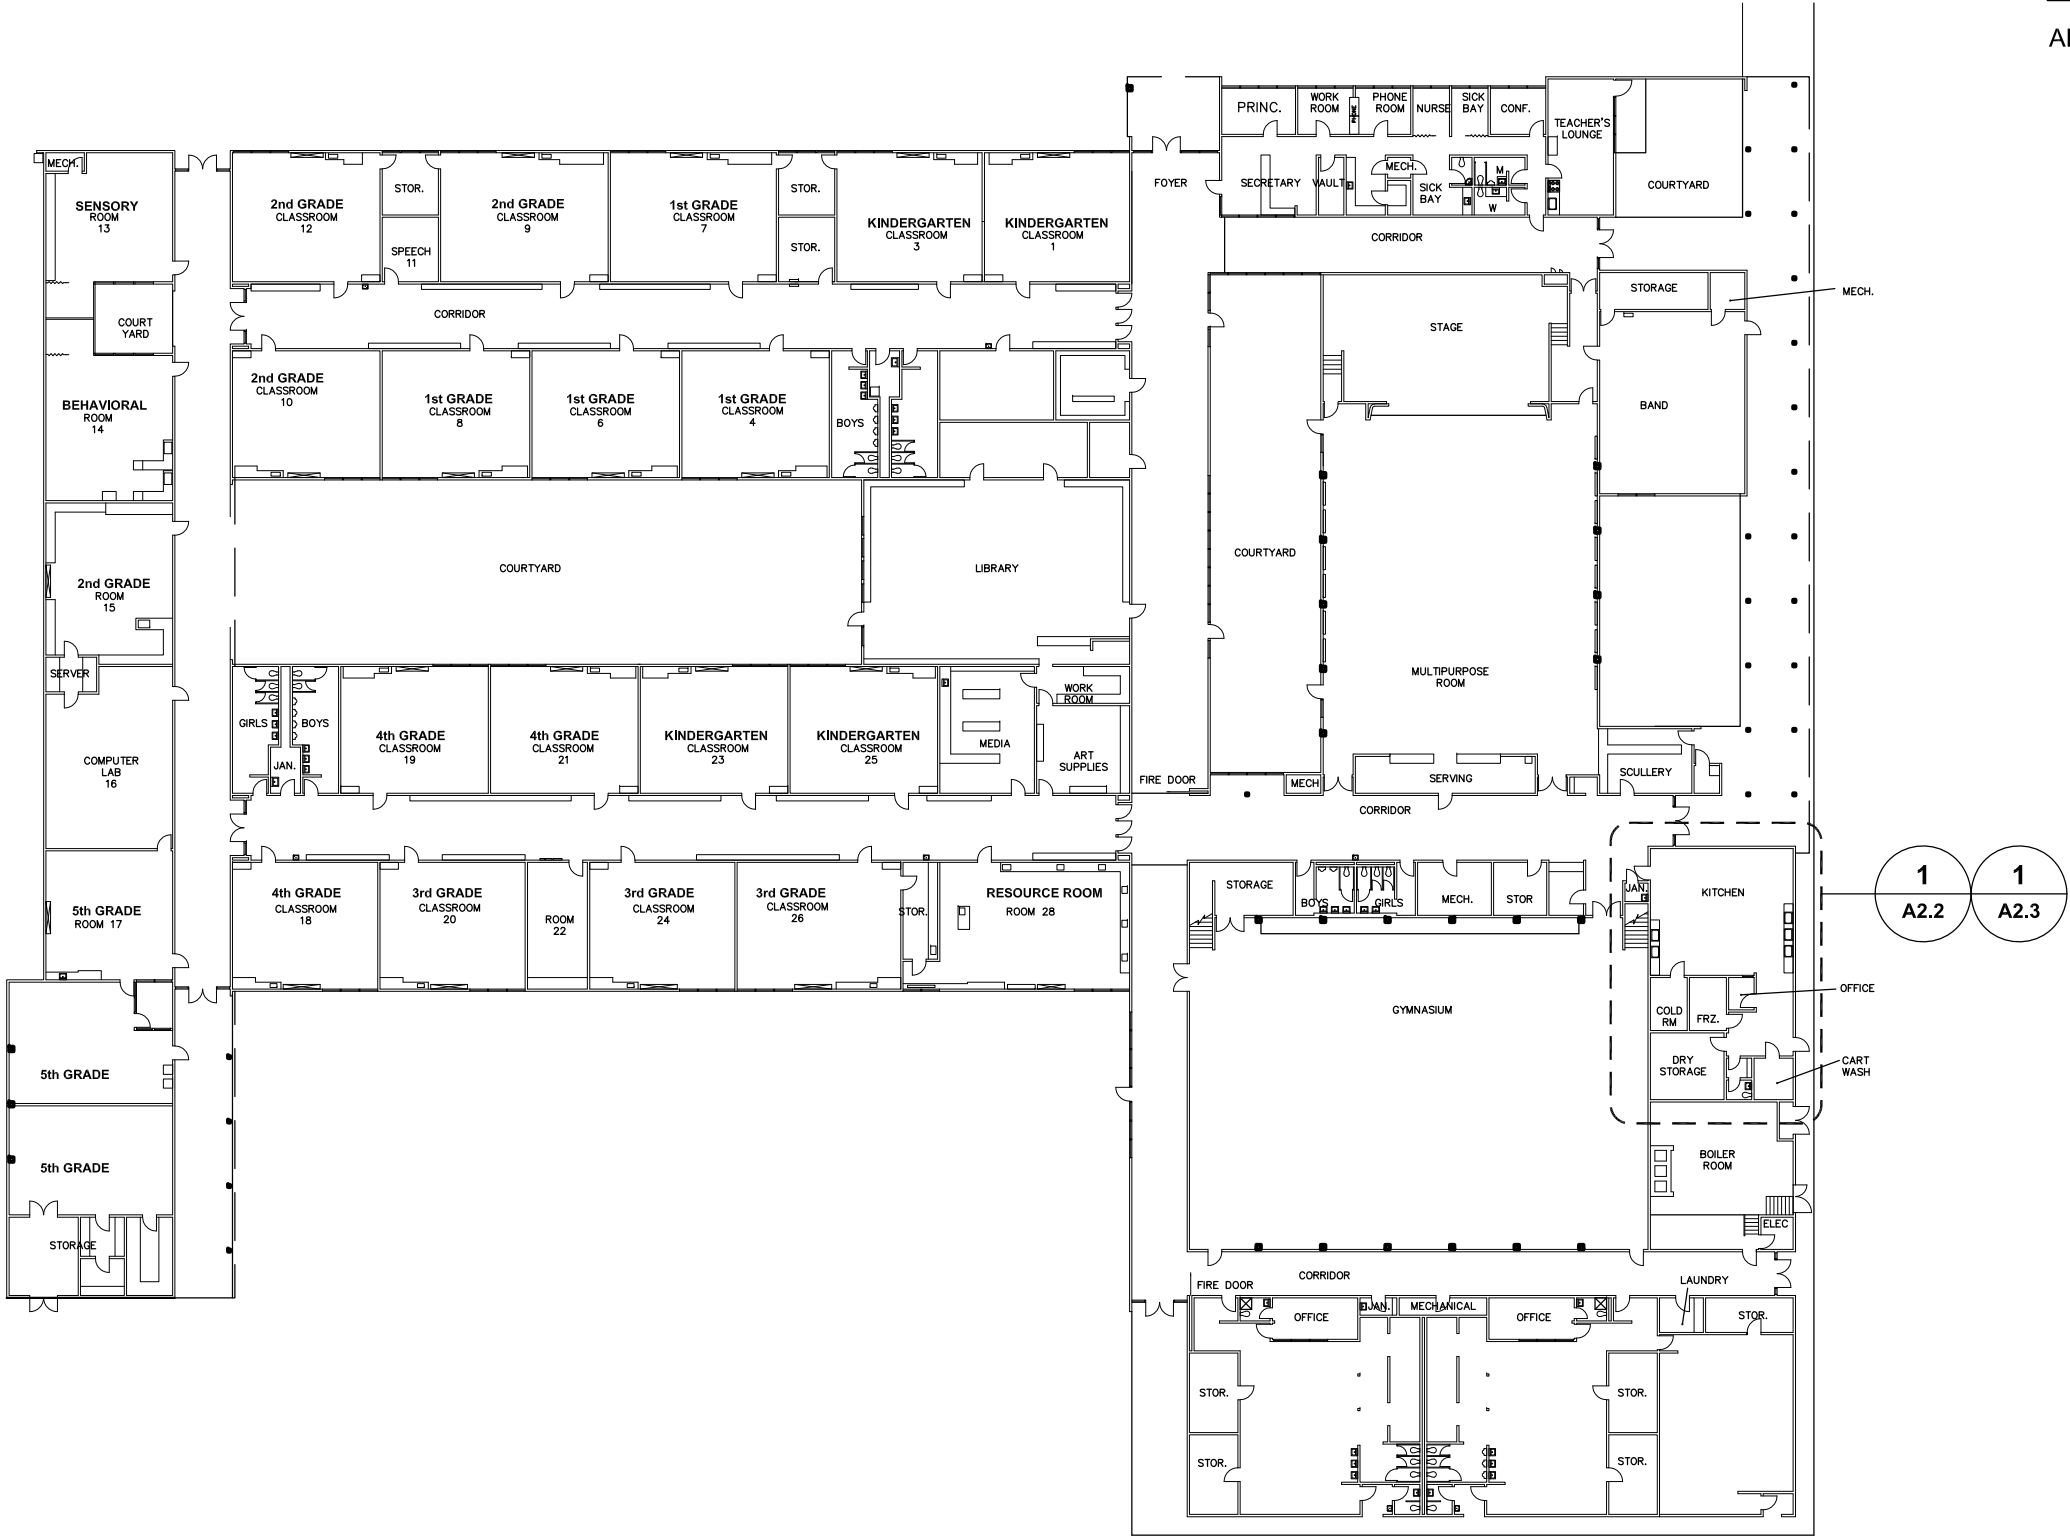 AI
PRINC.
WORK
ROOM
PHONE
PHONE
ROOM
NURSE
SICK
BAY
CONF.
TEACHER'S
LOUNGE
MECH.
SENSORY
ROOM
13
2nd GRADE
CLASSROOM
12
STOR.
SPEECH
11
2nd GRADE
CLASSROOM
9
1st GRADE
CLASSROOM
7
STOR.
STOR.
KINDERGARTEN
CLASSROOM
3
KINDERGARTEN
CLASSROOM
1
FOYER
SECRETARY
VAULT
MECH.
SICK
BAY
M
W
COURTYARD
CORRIDOR
STORAGE
MECH.
COURT
YARD
CORRIDOR
STAGE
BEHAVIORAL
ROOM
14
2nd GRADE
CLASSROOM
10
1st GRADE
CLASSROOM
8
1st GRADE
CLASSROOM
6
1st GRADE
CLASSROOM
4
BOYS
BAND
2nd GRADE
ROOM
15
COURTYARD
LIBRARY
COURTYARD
SERVER
MULTIPURPOSE
ROOM
COMPUTER
LAB
16
GIRLS
BOYS
JAN.
4th GRADE
CLASSROOM
19
4th GRADE
CLASSROOM
21
KINDERGARTEN
CLASSROOM
23
KINDERGARTEN
CLASSROOM
25
MEDIA
WORK
ROOM
ART
SUPPLIES
FIRE DOOR
MECH
SERVING
SCULLERY
CORRIDOR
5th GRADE
ROOM 17
4th GRADE
CLASSROOM
18
3rd GRADE
CLASSROOM
20
ROOM
22
3rd GRADE
CLASSROOM
24
3rd GRADE
CLASSROOM
26
STOR.
RESOURCE ROOM
ROOM 28
STORAGE
BOYS
GIRLS
MECH.
STOR
JAN.
KITCHEN
1
A2.2
1
A2.3
GYMNASIUM
COLD
RM
FRZ.
OFFICE
DRY
STORAGE
CART
WASH
5th GRADE
5th GRADE
STORAGE
BOILER
ROOM
ELEC
CORRIDOR
FIRE DOOR
LAUNDRY
OFFICE
JAN.
MECHANICAL
OFFICE
STOR.
STOR.
STOR.
STOR.
STOR.